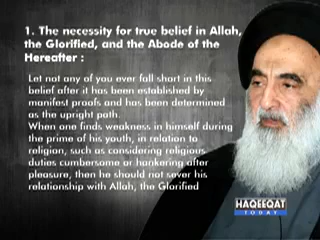 1. The necessity for true belief in Allah,
the Glorified, and the Abode of the
Hereafter :
Let not any of you ever fall short in this
belief after it has been established by
manifest proofs and has been determined
as the upright path.
When one finds weakness in himself during
the prime of his youth, in relation to
religion, such as considering religious
duties cumbersome or hankering after
pleasure, then he should not sever his
relationship with Allah, the Glorified
HAQEEQAT
TODAY